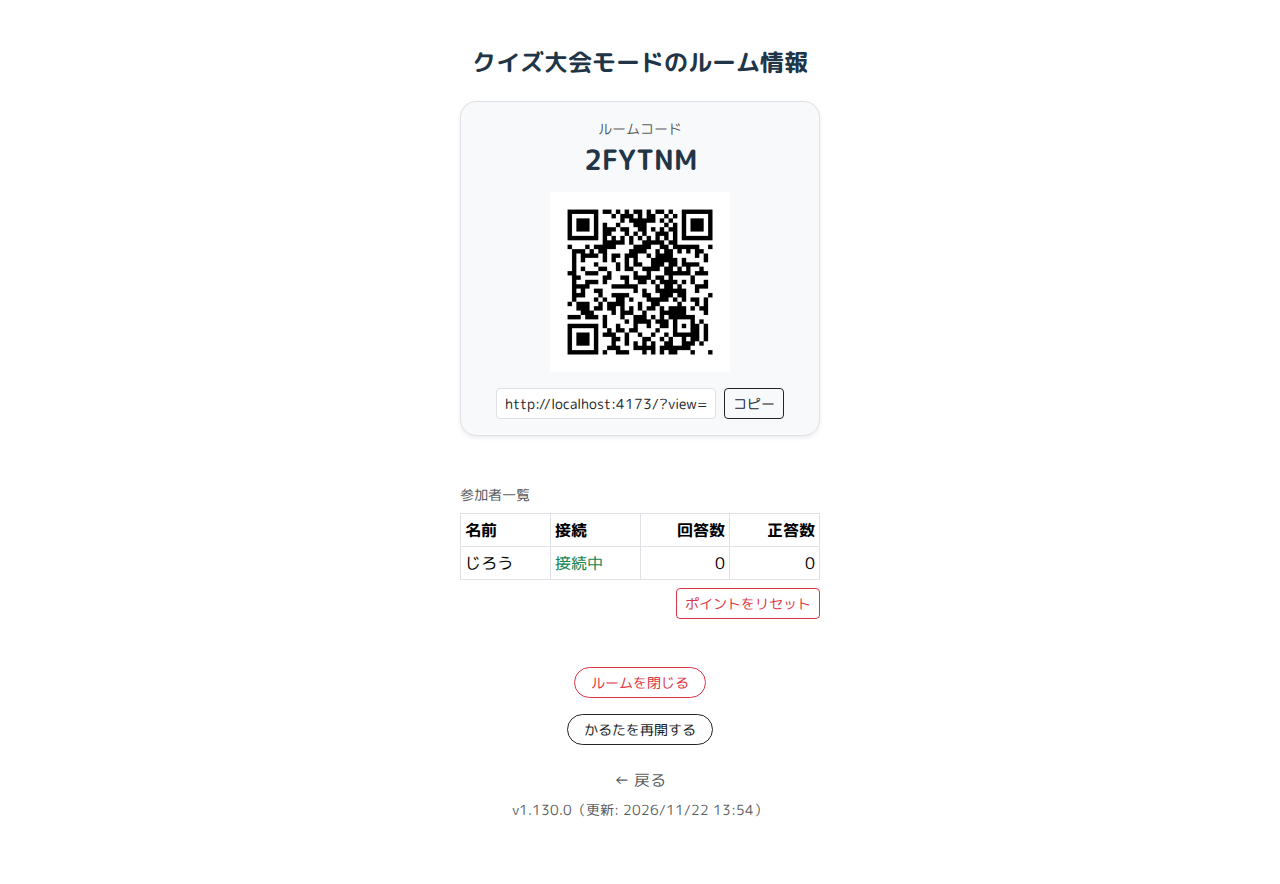 クイズ大会モードのルーム情報
ルームコード
2FYTNM
http://localhost:4173/?view=
コピー
参加者一覧
名前 接続 回答数 正答数
じろう 接続中 0 0
ポイントをリセット
ルームを閉じる
かるたを再開する
← 戻る
v1.130.0（更新: 2026/11/22 13:54）